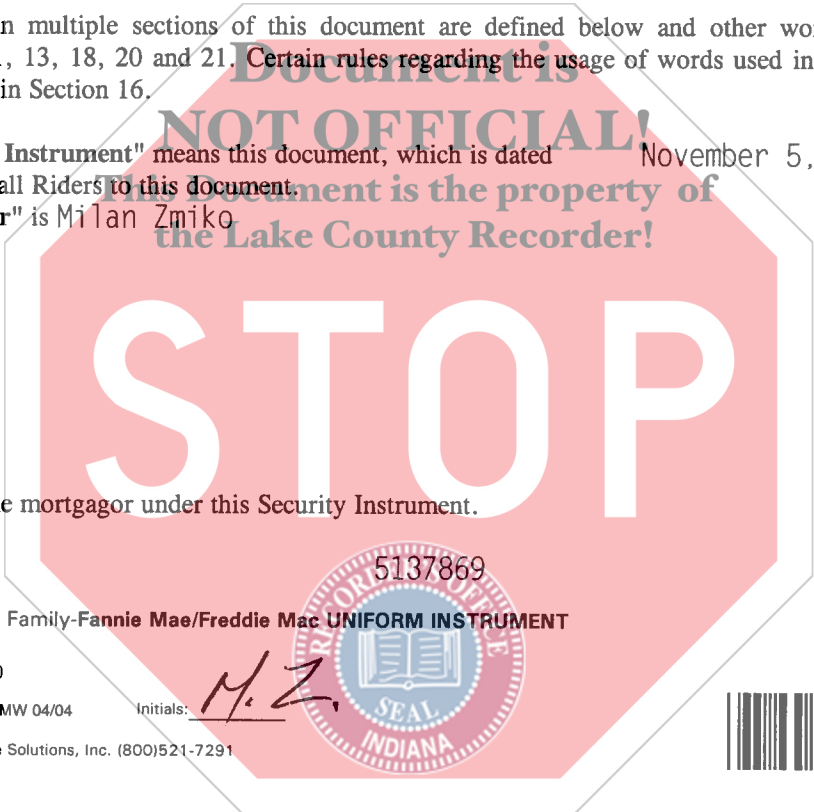 n multiple sections of this document are defined below and other wo
, 13, 18, 20 and 21. Certain rules regarding the usage of words used in
in Section 16.
Document is
NOT OFFICIAL!
This Document is the property of
the Lake County Recorder!
Instrument" means this document, which is dated November 5,
all Riders to this document.
r" is Milan Zmiko
STOP
e mortgagor under this Security Instrument.
5137869
Family-Fannie Mae/Freddie Mac UNIFORM INSTRUMENT
MW 04/04 Initials: M. Z.
e Solutions, Inc. (800)521-7291
RECORDER'S OFFICE
SEAL
INDIANA